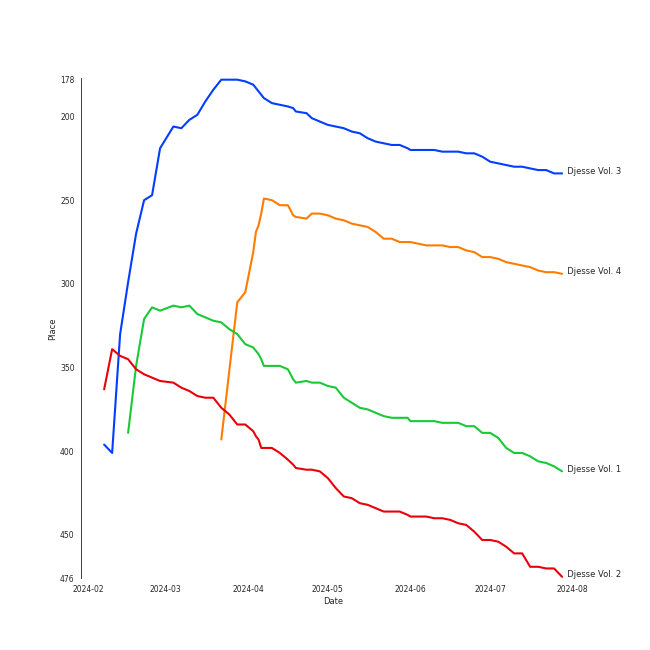 178
200
250
300
350
400
450
476
Place
2024-02
2024-03
2024-04
2024-05
2024-06
2024-07
2024-08
Date
Djesse Vol. 3
Djesse Vol. 4
Djesse Vol. 1
Djesse Vol. 2